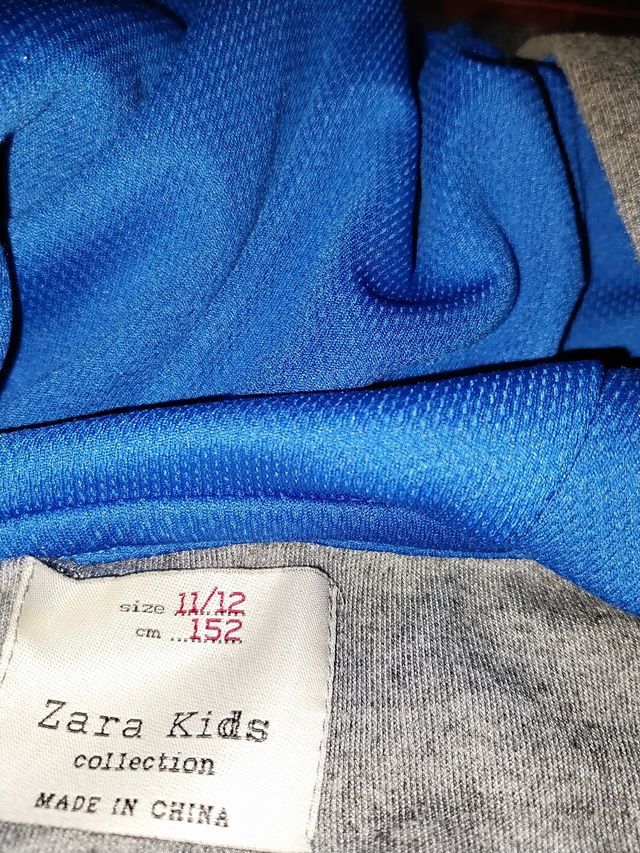 size 11/12
cm ...152
Zara Kids
collection
MADE IN CHINA